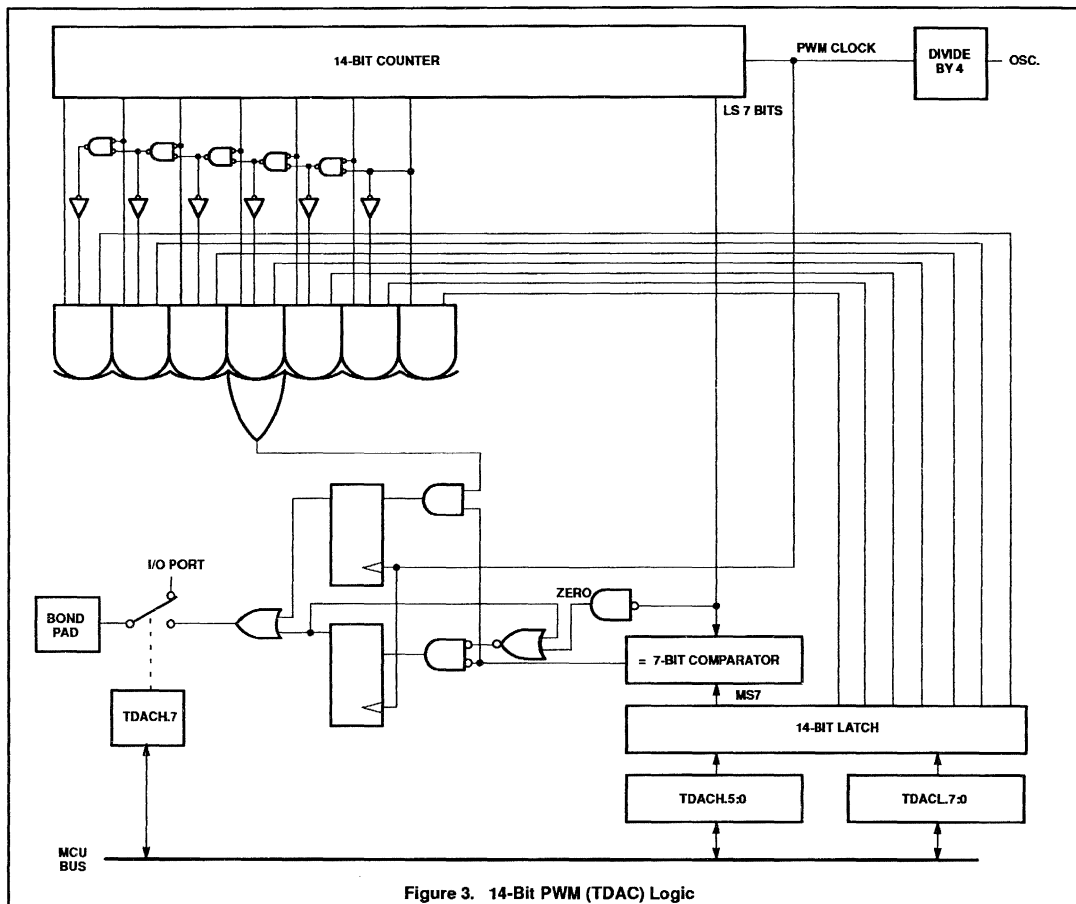 14-BIT COUNTER
PWM CLOCK
DIVIDE
BY 4
OSC.
LS 7 BITS
I/O PORT
ZERO
BOND
PAD
= 7-BIT COMPARATOR
MS7
TDACH.7
14-BIT LATCH
TDACH.5:0
TDACL.7:0
MCU
BUS
Figure 3. 14-Bit PWM (TDAC) Logic